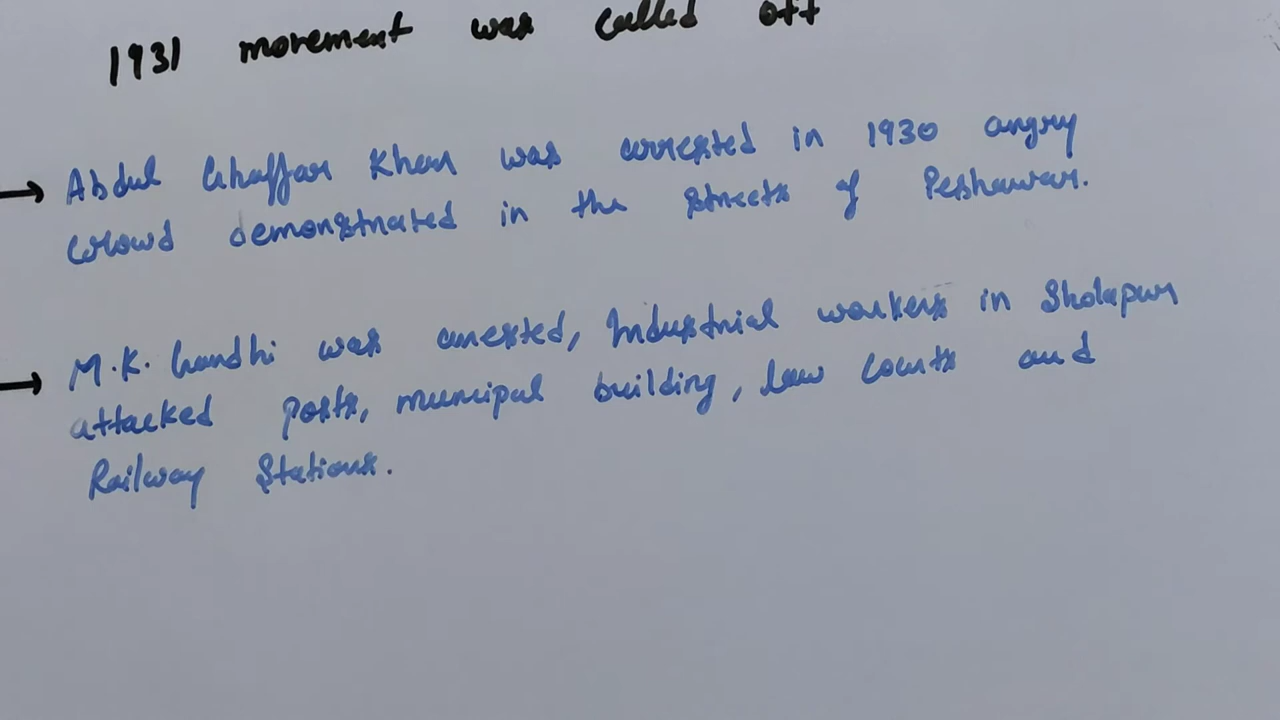 1931 movement was called off
→ Abdul Ghaffar Khan was arrested in 1930 angry
crowd demonstrated in the streets of Peshawar.
→ M.K. Gandhi was arrested, Industrial workers in Sholapur
attacked posts, municipal building, law courts and
Railway Stations.